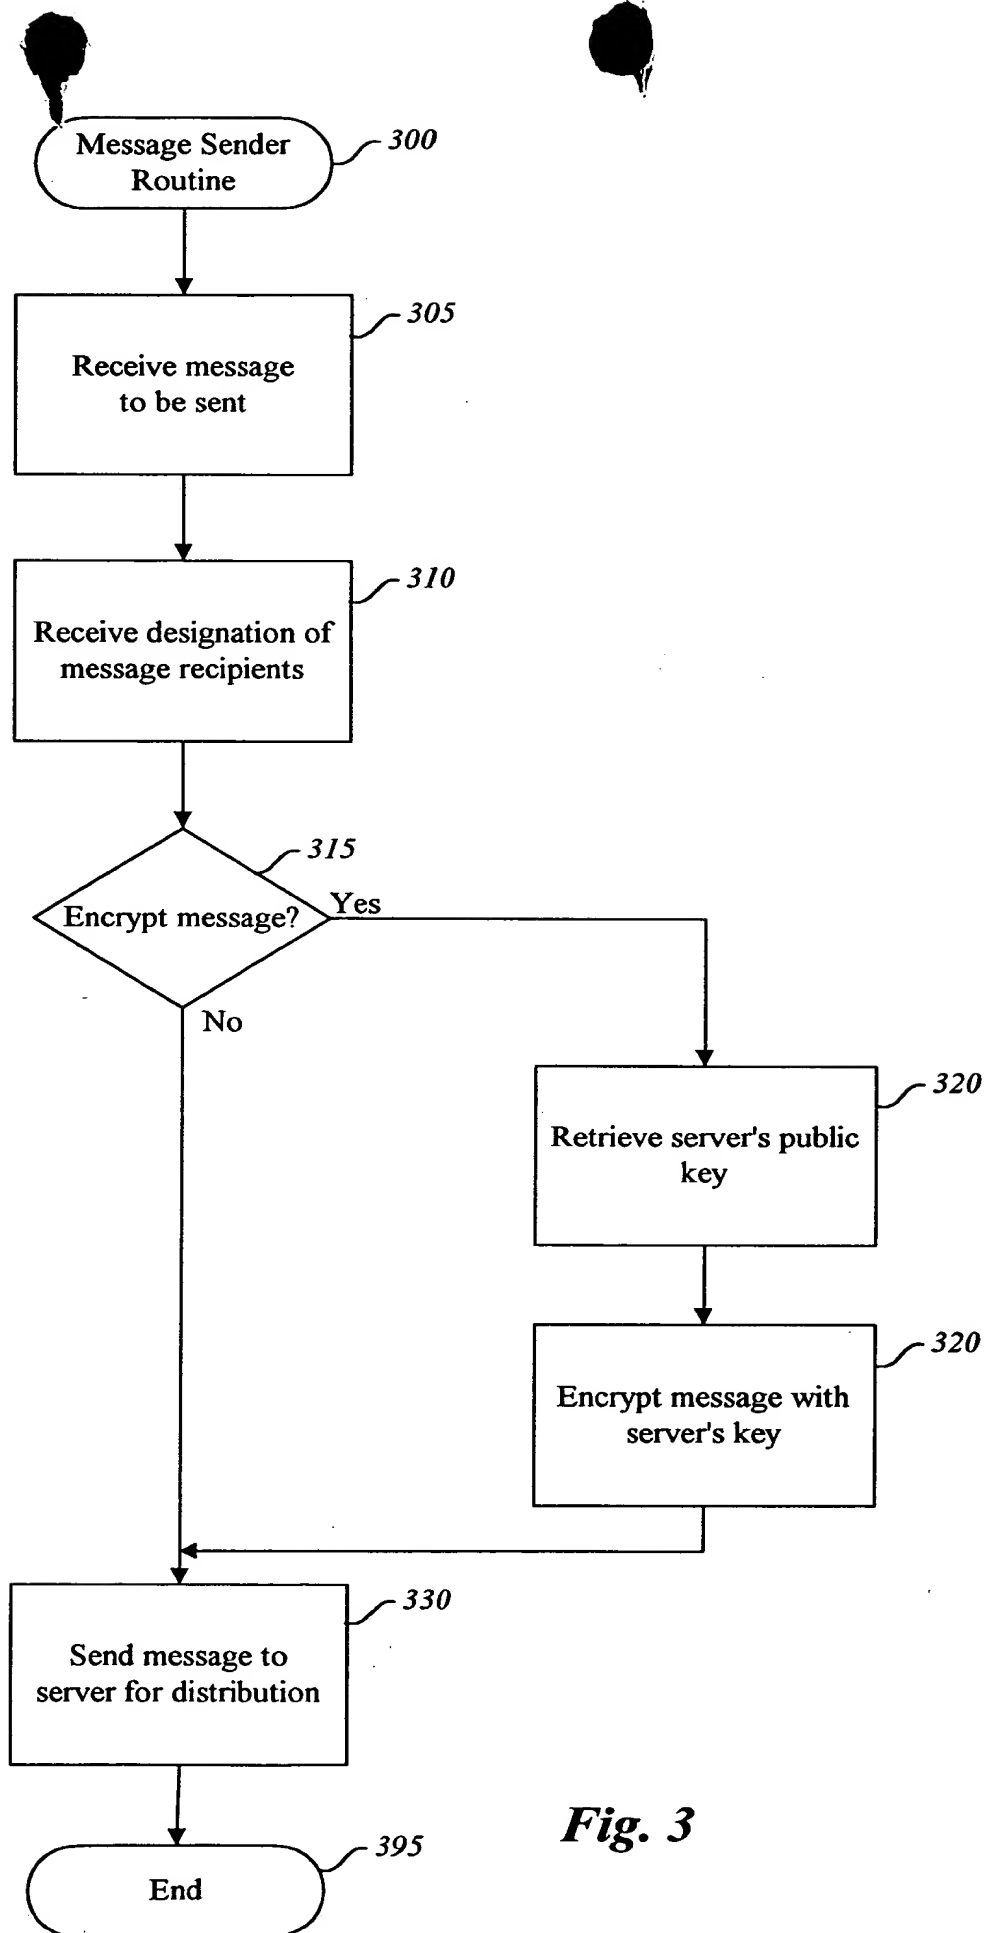 Message Sender
Routine
300
305
Receive message
to be sent
310
Receive designation of
message recipients
315
Encrypt message?
Yes
No
320
Retrieve server's public
key
320
Encrypt message with
server's key
330
Send message to
server for distribution
Fig. 3
395
End